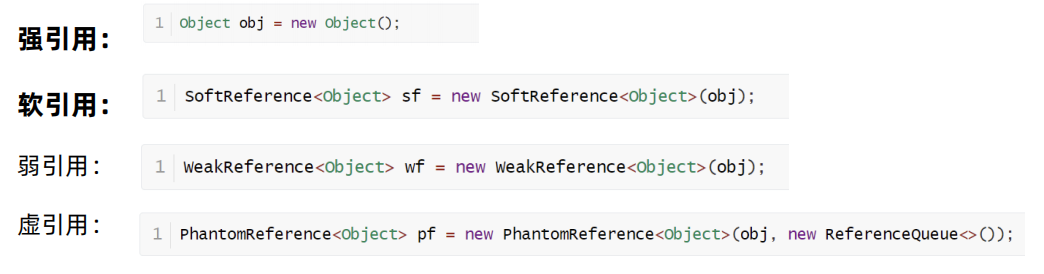 强引用： 1 Object obj = new Object();
软引用： 1 SoftReference<Object> sf = new SoftReference<Object>(obj);
弱引用： 1 WeakReference<Object> wf = new WeakReference<Object>(obj);
虚引用： 1 PhantomReference<Object> pf = new PhantomReference<Object>(obj, new ReferenceQueue<>());